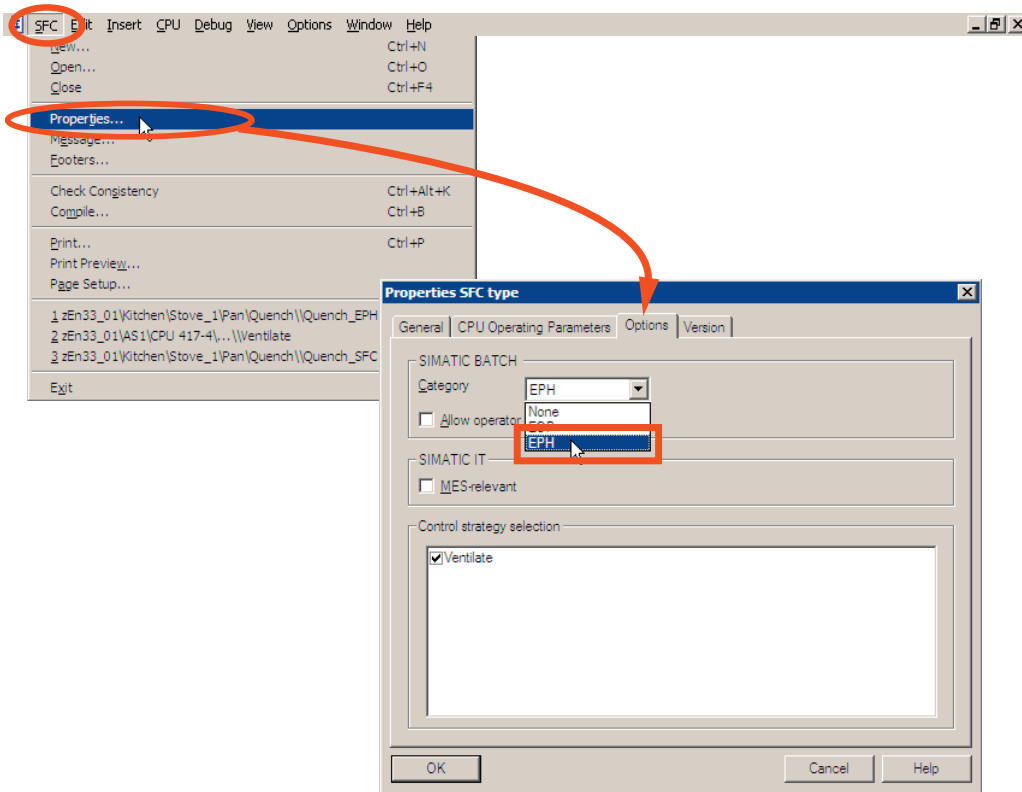 SFC Edit Insert CPU Debug View Options Window Help
New... Ctrl+N
Open... Ctrl+O
Close Ctrl+F4
Properties...
Message...
Footers...
Check Consistency Ctrl+Alt+K
Compile... Ctrl+B
Print... Ctrl+P
Print Preview...
Page Setup...
1 zEn33_01\Kitchen\Stove_1\Pan\Quench\\Quench_EPH
2 zEn33_01\AS1\CPU 417-4\...\\Ventilate
3 zEn33_01\Kitchen\Stove_1\Pan\Quench\\Quench_SFC
Exit
Properties SFC type
General CPU Operating Parameters Options Version
SIMATIC BATCH
Category EPH
None
EPH
Allow operator
SIMATIC IT
MES-relevant
Control strategy selection
Ventilate
OK Cancel Help